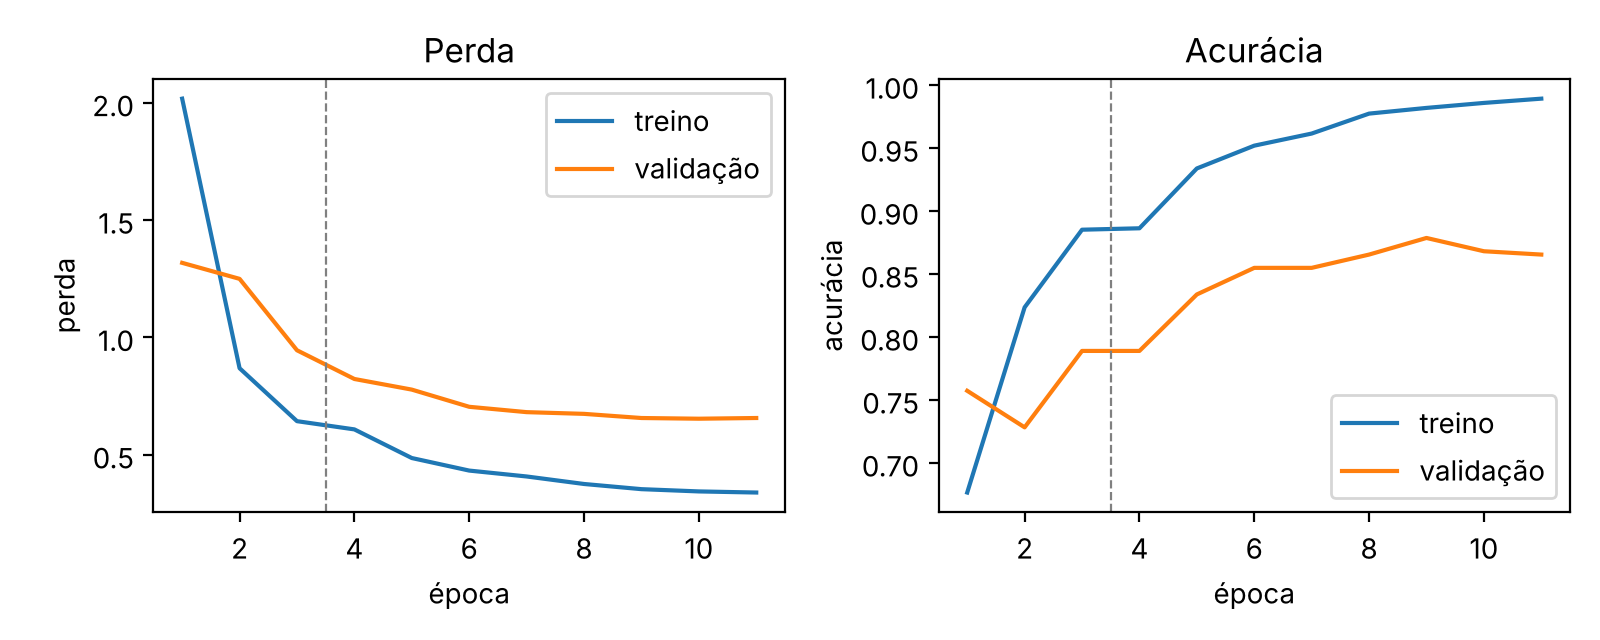 Perda
2.0
1.5
1.0
0.5
perda
treino
validação
2 4 6 8 10
época
Acurácia
1.00
0.95
0.90
0.85
0.80
0.75
0.70
acurácia
treino
validação
2 4 6 8 10
época